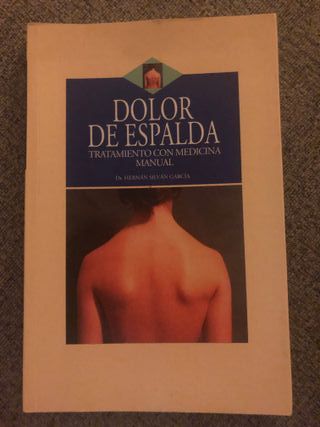 DOLOR
DE ESPALDA
TRATAMIENTO CON MEDICINA
MANUAL
Dr. HERNÁN SILVÁN GARCÍA